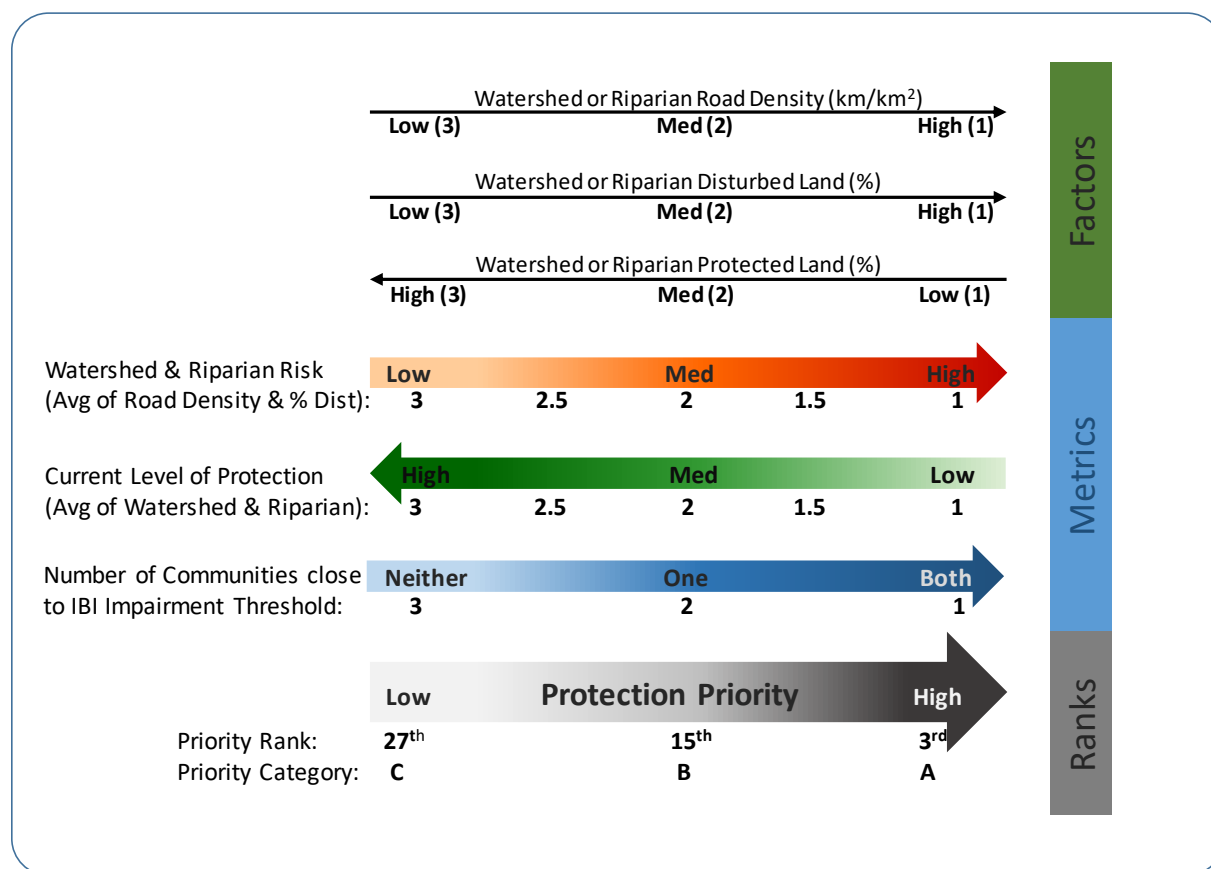 Watershed or Riparian Road Density (km/km²)
Low (3) Med (2) High (1)
Watershed or Riparian Disturbed Land (%)
Low (3) Med (2) High (1)
Watershed or Riparian Protected Land (%)
High (3) Med (2) Low (1)
Factors
Watershed & Riparian Risk
(Avg of Road Density & % Dist):
Low Med High
3 2.5 2 1.5 1
Current Level of Protection
(Avg of Watershed & Riparian):
High Med Low
3 2.5 2 1.5 1
Number of Communities close
to IBI Impairment Threshold:
Neither One Both
3 2 1
Metrics
Low Protection Priority High
Priority Rank: 27th 15th 3rd
Priority Category: C B A
Ranks